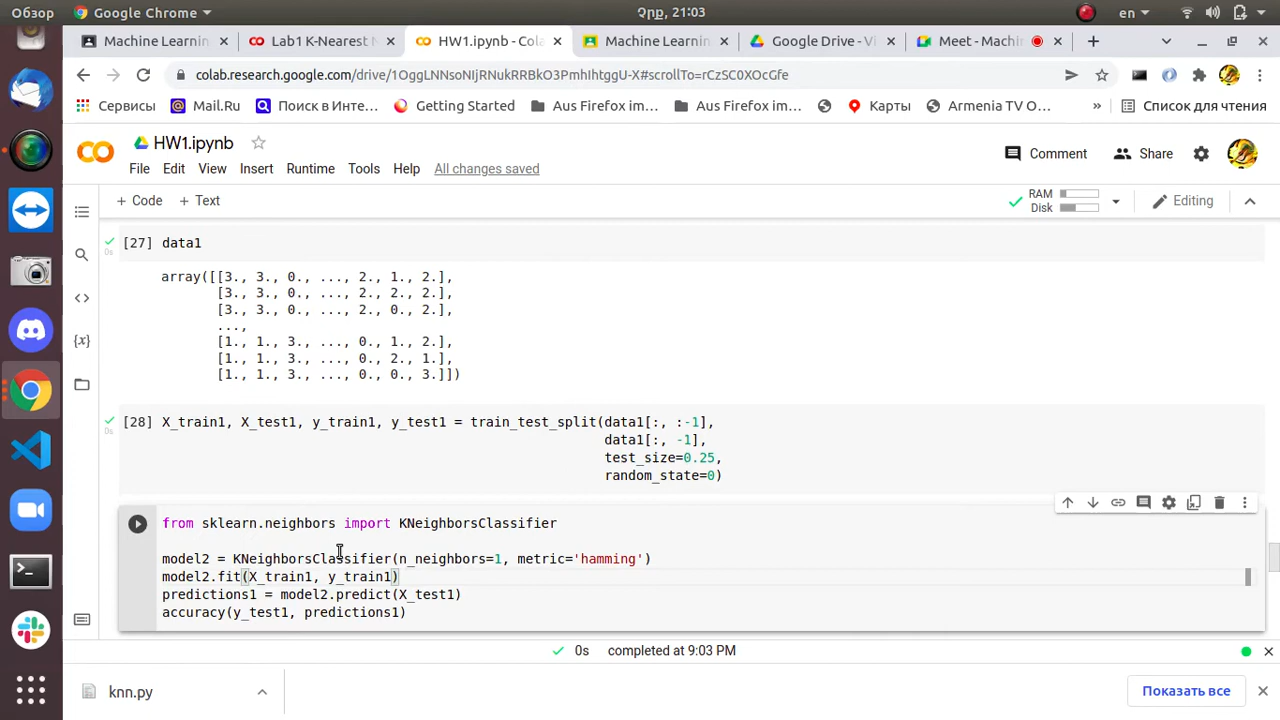 Обзор
Google Chrome
Չրք, 21:03
en
Machine Learning
Lab1 K-Nearest N
HW1.ipynb - Cola
Machine Learning
Google Drive - Vi
Meet - Machi
colab.research.google.com/drive/1OggLNNsoNIjRNukRRBkO3PmhIhtggU-X#scrollTo=rCzSC0XOcGfe
Сервисы
Mail.Ru
Поиск в Инте...
Getting Started
Aus Firefox im...
Aus Firefox im...
Карты
Armenia TV O...
»
Список для чтения
HW1.ipynb
Comment
Share
File Edit View Insert Runtime Tools Help All changes saved
+ Code + Text
RAM
Disk
Editing
[27] data1
0s
array([[3., 3., 0., ..., 2., 1., 2.],
[3., 3., 0., ..., 2., 2., 2.],
[3., 3., 0., ..., 2., 0., 2.],
...,
[1., 1., 3., ..., 0., 1., 2.],
[1., 1., 3., ..., 0., 2., 1.],
[1., 1., 3., ..., 0., 0., 3.]])
[28] X_train1, X_test1, y_train1, y_test1 = train_test_split(data1[:, :-1],
0s
data1[:, -1],
test_size=0.25,
random_state=0)
from sklearn.neighbors import KNeighborsClassifier
model2 = KNeighborsClassifier(n_neighbors=1, metric='hamming')
model2.fit(X_train1, y_train1)
predictions1 = model2.predict(X_test1)
accuracy(y_test1, predictions1)
0s completed at 9:03 PM
knn.py
Показать все